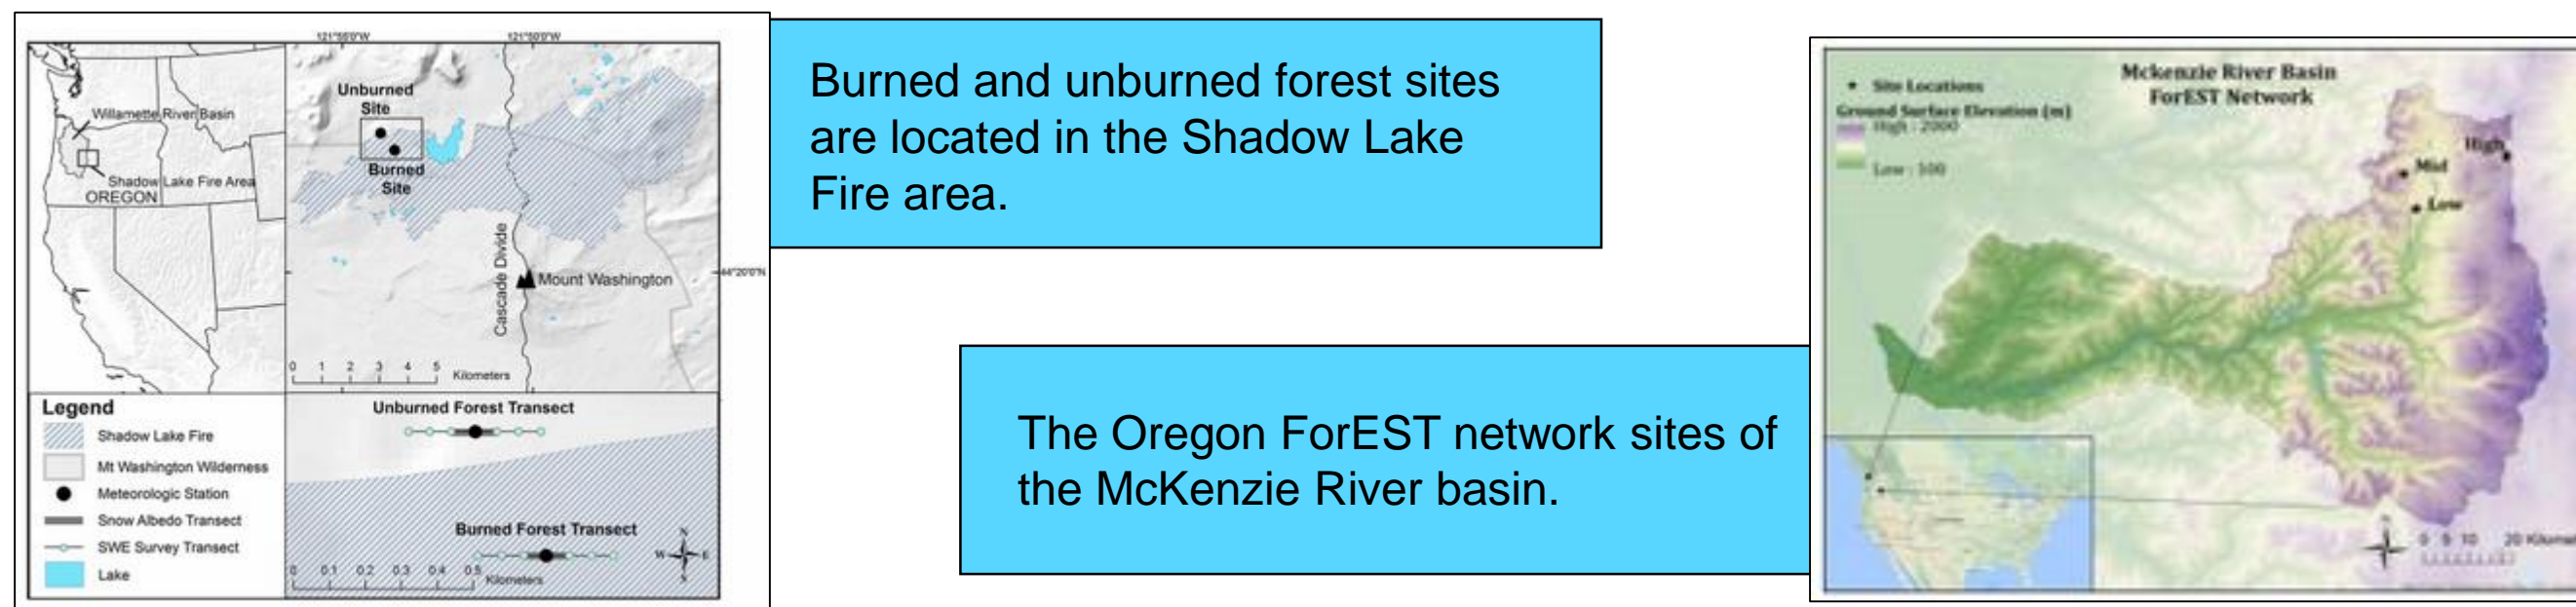 121°55'0"W
121°50'0"W
Unburned
Site
Willamette River Basin
Burned
Site
Shadow Lake Fire Area
OREGON
Cascade Divide
Mount Washington
44°20'0"N
0 1 2 3 4 5
Kilometers
Legend
Shadow Lake Fire
Mt Washington Wilderness
Meteorologic Station
Snow Albedo Transect
SWE Survey Transect
Lake
Unburned Forest Transect
Burned Forest Transect
N
W E
S
0 0.1 0.2 0.3 0.4 0.5
Kilometers
Burned and unburned forest sites
are located in the Shadow Lake
Fire area.
The Oregon ForEST network sites of
the McKenzie River basin.
Mckenzie River Basin
ForEST Network
Site Locations
Ground Surface Elevation (m)
High : 2000
Low : 100
High
Mid
Low
0 5 10 20 Kilomet